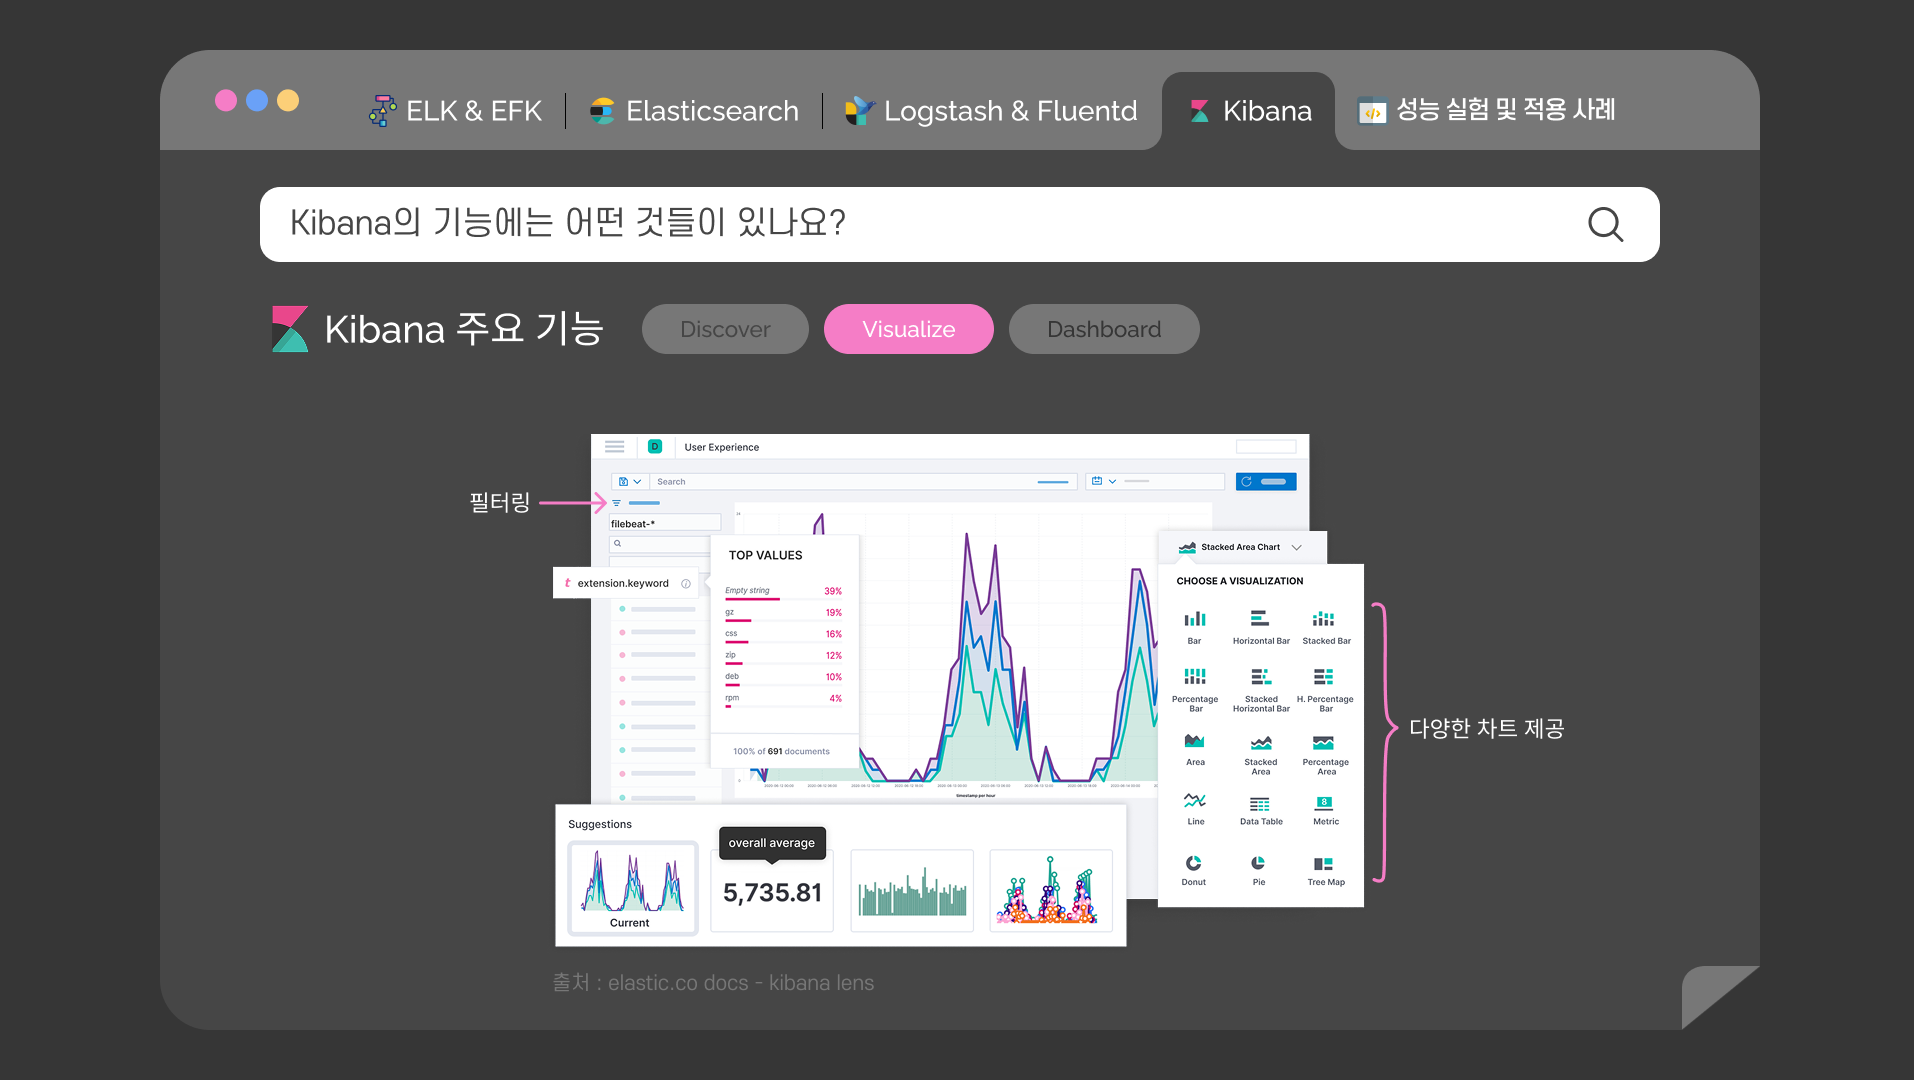 ELK & EFK
Elasticsearch
Logstash & Fluentd
Kibana
성능 실험 및 적용 사례
Kibana의 기능에는 어떤 것들이 있나요?
Kibana 주요 기능
Discover
Visualize
Dashboard
D
User Experience
Search
필터링
filebeat-*
t extension.keyword
TOP VALUES
Empty string 39%
gz 19%
css 16%
zip 12%
deb 10%
rpm 4%
100% of 691 documents
timestamp per hour
Stacked Area Chart
CHOOSE A VISUALIZATION
Bar
Horizontal Bar
Stacked Bar
Percentage
Bar
Stacked
Horizontal Bar
H. Percentage
Bar
Area
Stacked
Area
Percentage
Area
Line
Data Table
8
Metric
Donut
Pie
Tree Map
다양한 차트 제공
Suggestions
Current
overall average
5,735.81
출처 : elastic.co docs - kibana lens